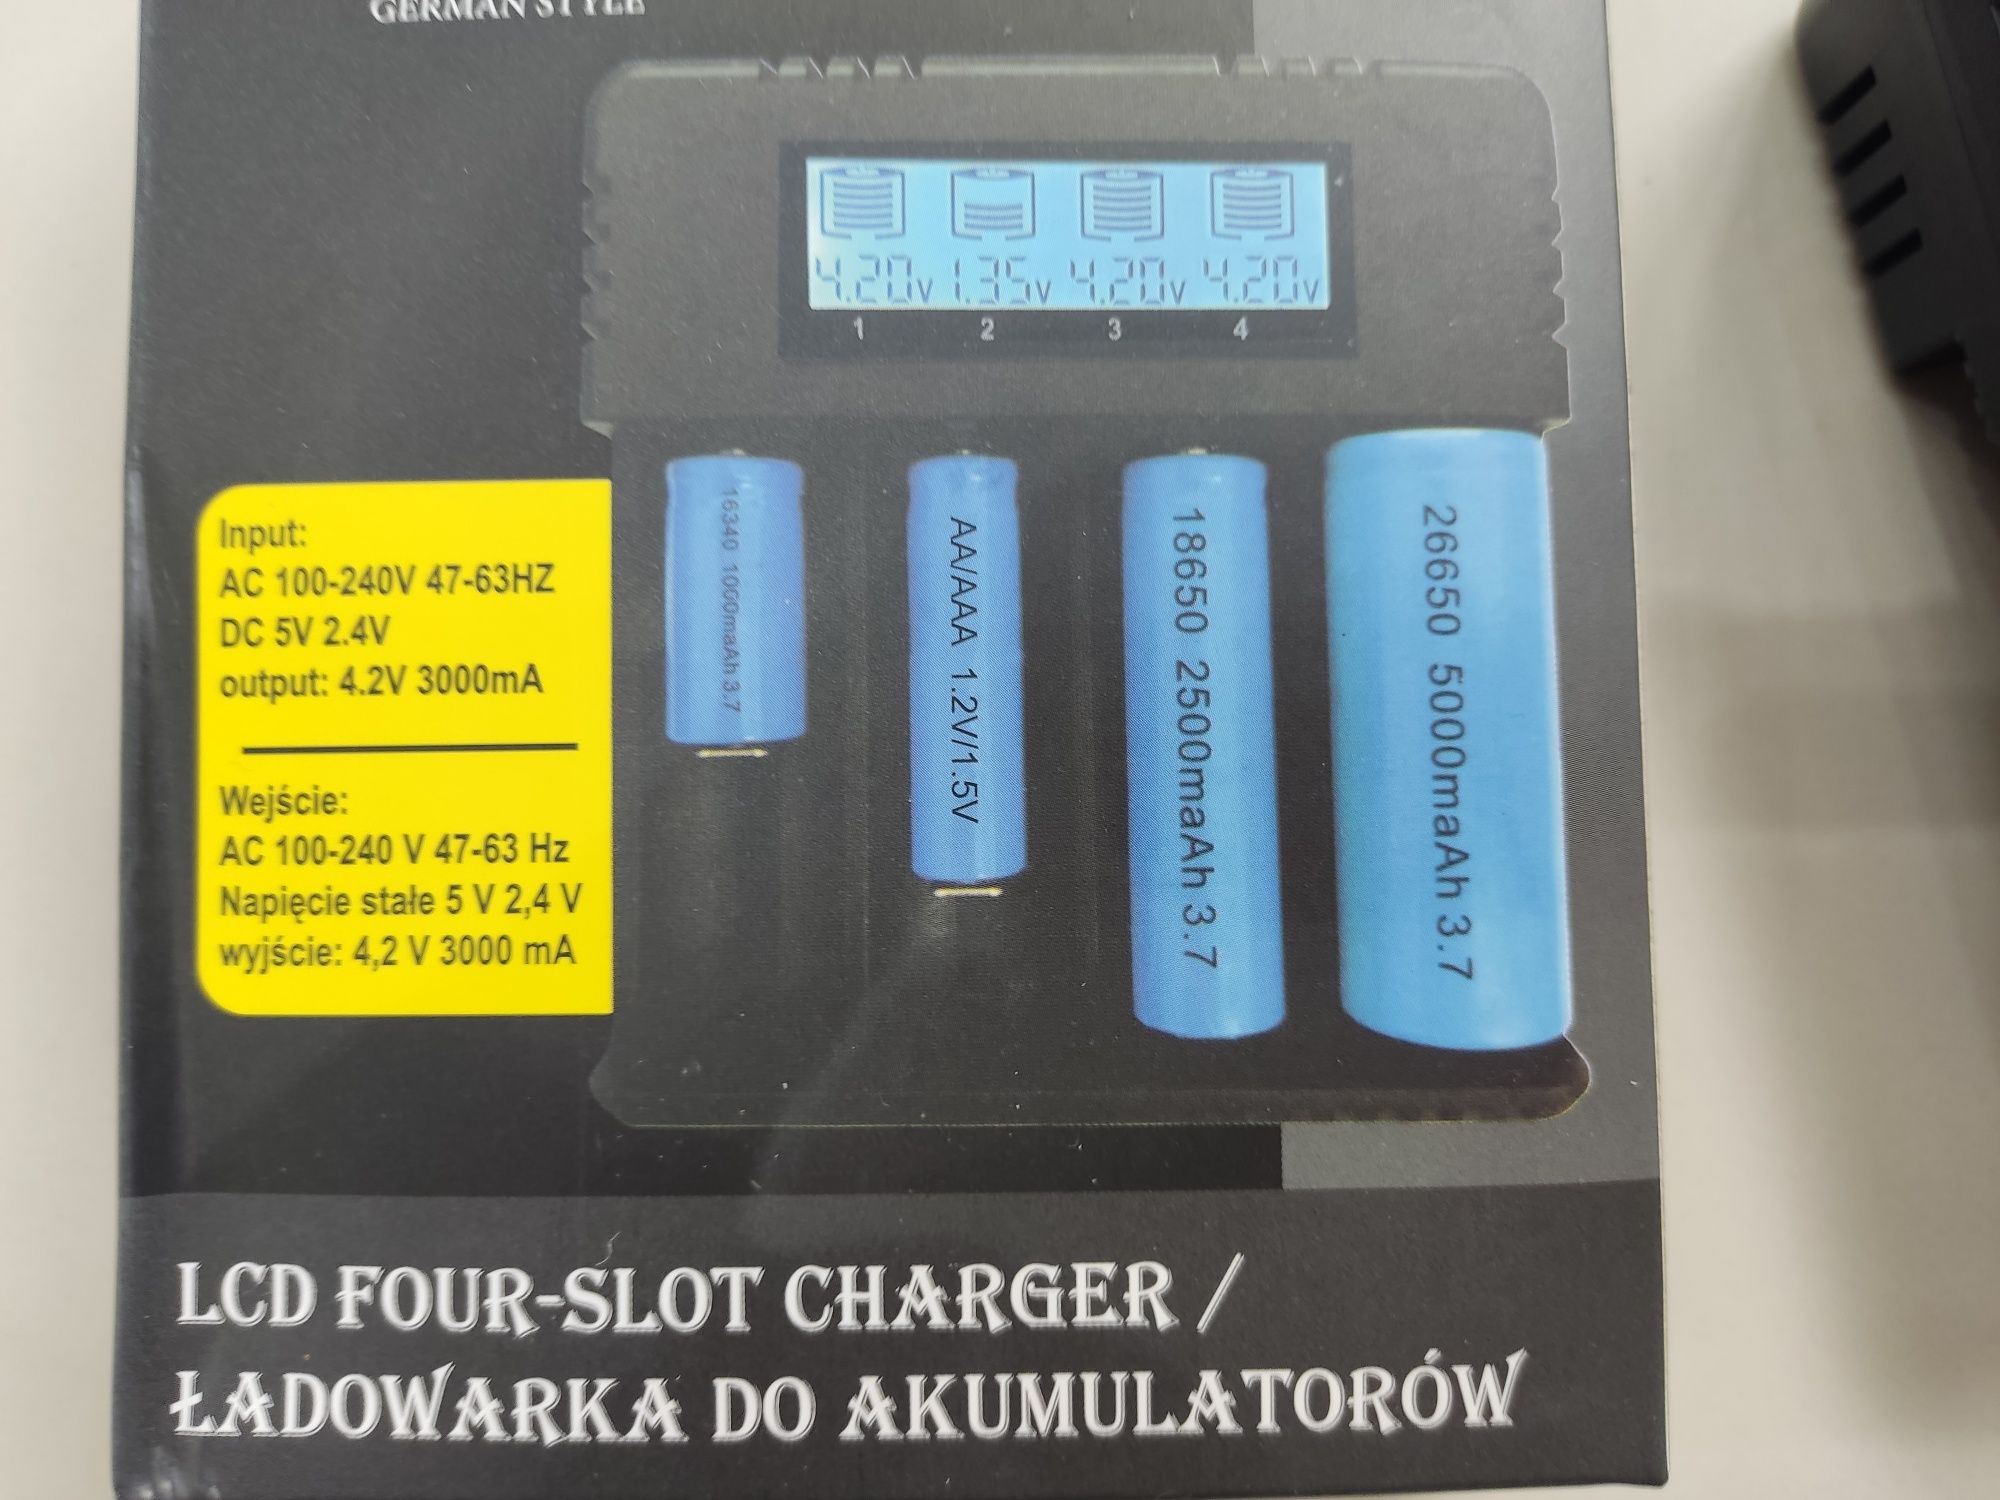 GERMAN STYLE
4.20v 1.35v 4.20v 4.20v
1 2 3 4
16340 1000maAh 3.7
AA/AAA 1.2V/1.5V
18650 2500maAh 3.7
26650 5000maAh 3.7
Input:
AC 100-240V 47-63HZ
DC 5V 2.4V
output: 4.2V 3000mA
Wejście:
AC 100-240 V 47-63 Hz
Napięcie stałe 5 V 2,4 V
wyjście: 4,2 V 3000 mA
LCD FOUR-SLOT CHARGER /
ŁADOWARKA DO AKUMULATORÓW